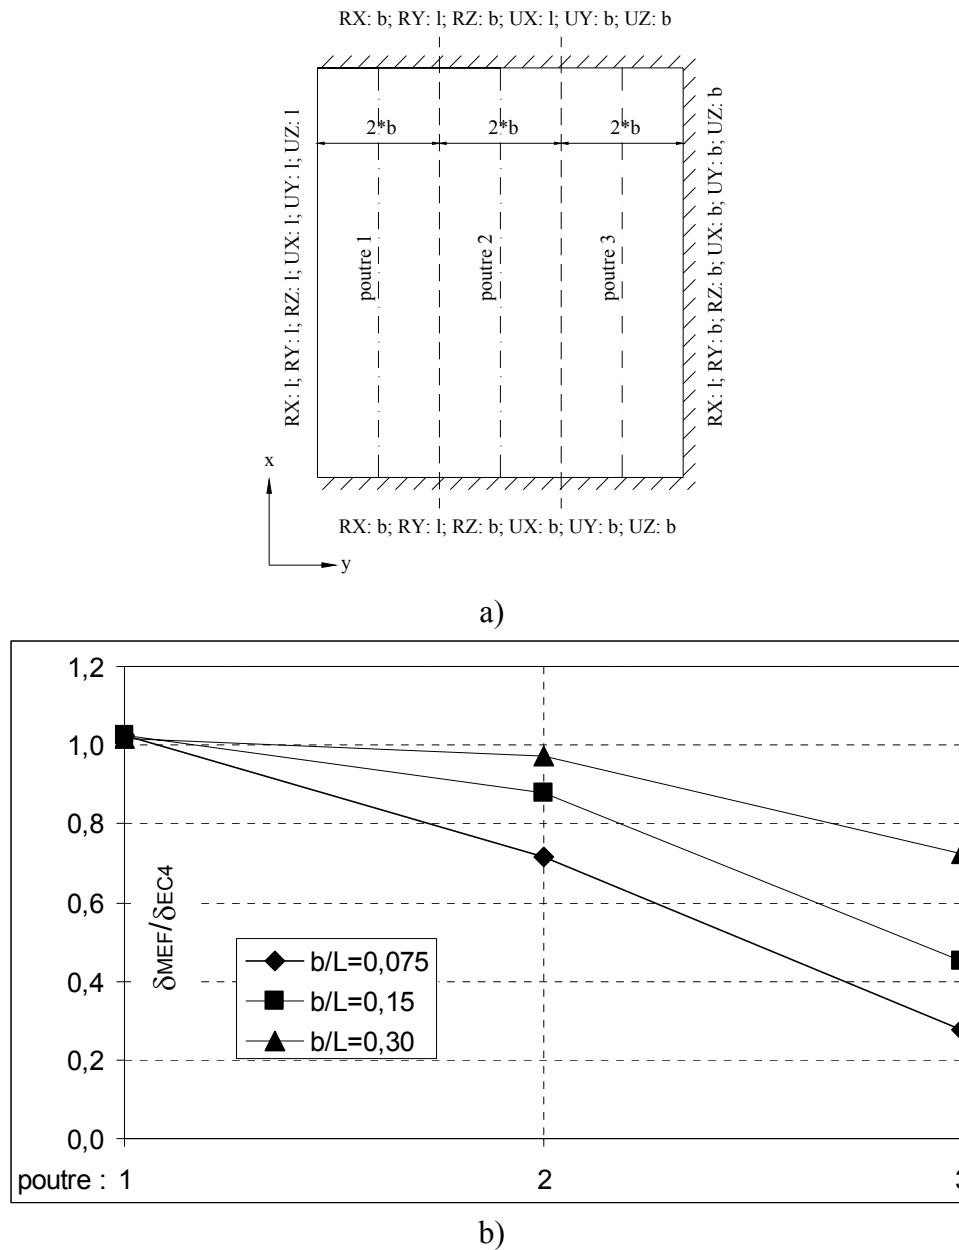 RX: b; RY: l; RZ: b; UX: l; UY: b; UZ: b
2*b 2*b 2*b
RX: l; RY: l; RZ: l; UX: l; UY: l; UZ: l
poutre 1
poutre 2
poutre 3
RX: l; RY: b; RZ: b; UX: b; UY: b; UZ: b
x
y
RX: b; RY: l; RZ: b; UX: b; UY: b; UZ: b
a)
1,2
1,0
0,8
0,6
0,4
0,2
0,0
δMEF/δEC4
b/L=0,075
b/L=0,15
b/L=0,30
poutre : 1 2 3
b)